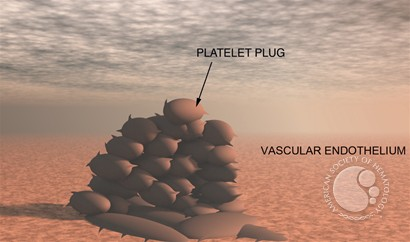 PLATELET PLUG
VASCULAR ENDOTHELIUM
AMERICAN SOCIETY OF HEMATOLOGY